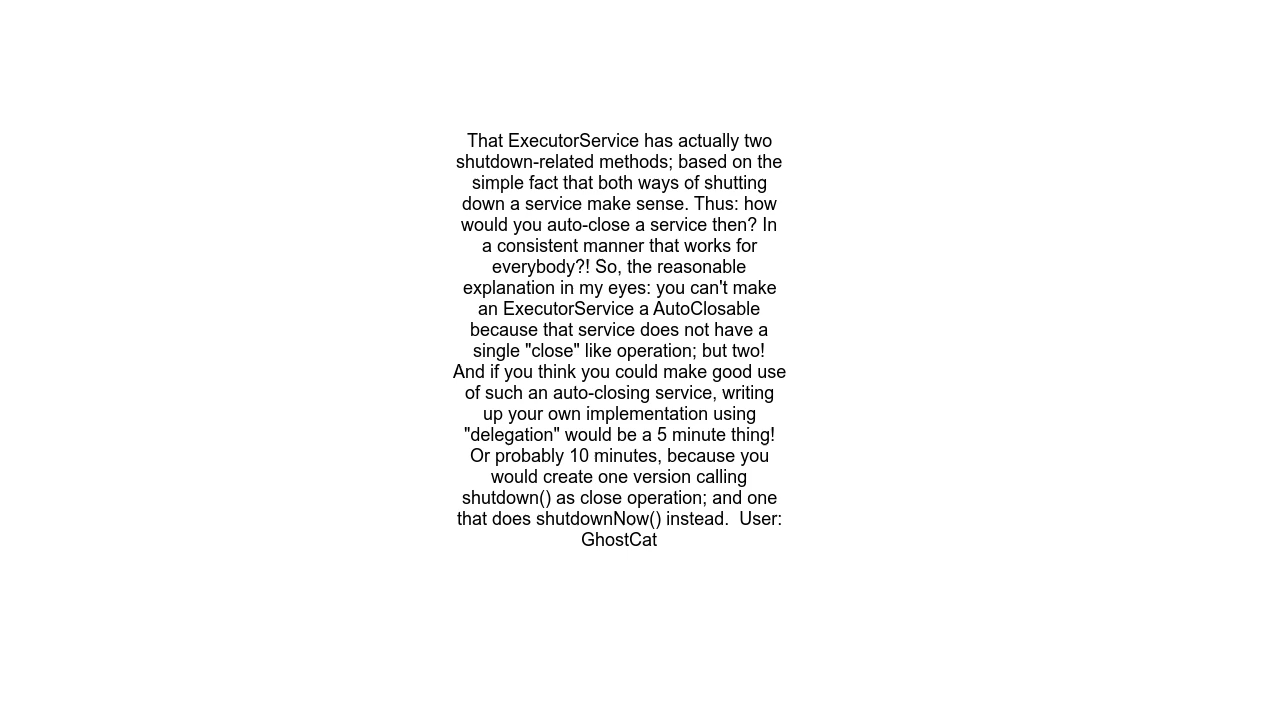 That ExecutorService has actually two
shutdown-related methods; based on the
simple fact that both ways of shutting
down a service make sense. Thus: how
would you auto-close a service then? In
a consistent manner that works for
everybody?! So, the reasonable
explanation in my eyes: you can't make
an ExecutorService a AutoClosable
because that service does not have a
single "close" like operation; but two!
And if you think you could make good use
of such an auto-closing service, writing
up your own implementation using
"delegation" would be a 5 minute thing!
Or probably 10 minutes, because you
would create one version calling
shutdown() as close operation; and one
that does shutdownNow() instead.  User:
GhostCat